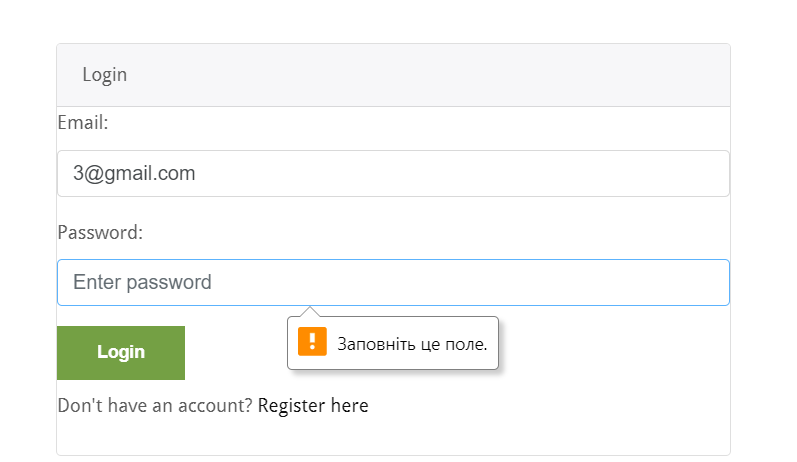 Login
Email:
3@gmail.com
Password:
Enter password
Заповніть це поле.
Login
Don't have an account? Register here